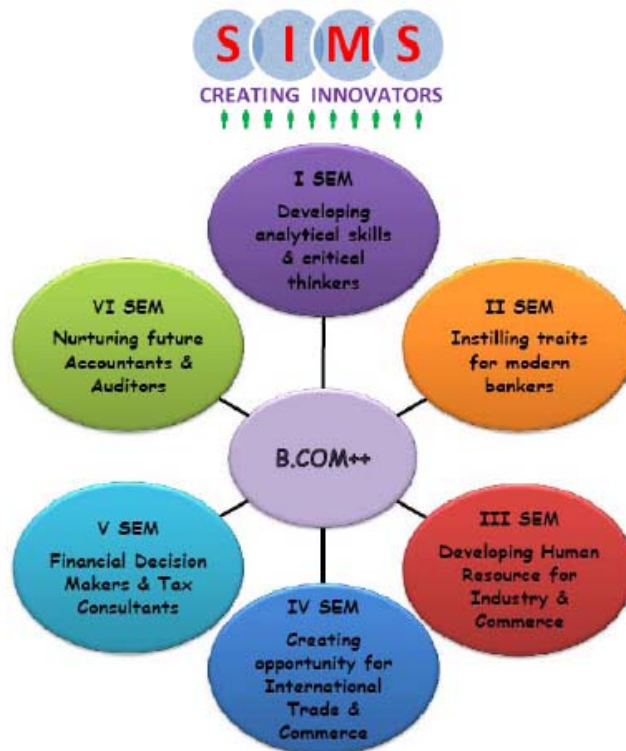 S I M S
CREATING INNOVATORS
I SEM
Developing
analytical skills
& critical
thinkers
II SEM
Instilling traits
for modern
bankers
III SEM
Developing Human
Resource for
Industry &
Commerce
IV SEM
Creating
opportunity for
International
Trade &
Commerce
V SEM
Financial Decision
Makers & Tax
Consultants
VI SEM
Nurturing future
Accountants &
Auditors
B.COM++